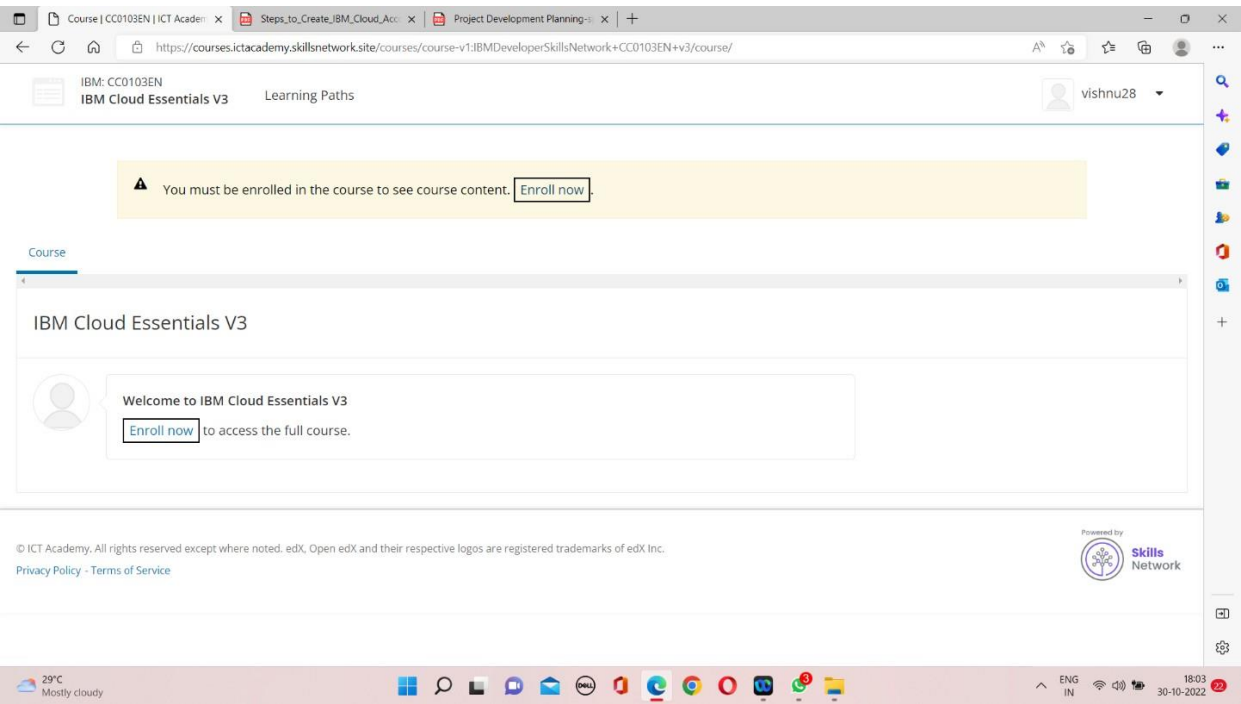 Course | CC0103EN | ICT Academ
Steps_to_Create_IBM_Cloud_Acc
Project Development Planning-s
https://courses.ictacademy.skillsnetwork.site/courses/course-v1:IBMDeveloperSkillsNetwork+CC0103EN+v3/course/
IBM: CC0103EN
IBM Cloud Essentials V3
Learning Paths
vishnu28
You must be enrolled in the course to see course content. Enroll now.
Course
IBM Cloud Essentials V3
Welcome to IBM Cloud Essentials V3
Enroll now to access the full course.
© ICT Academy. All rights reserved except where noted. edX, Open edX and their respective logos are registered trademarks of edX Inc.
Privacy Policy - Terms of Service
Powered by
Skills
Network
29°C
Mostly cloudy
DELL
3
ENG
IN
18:03
30-10-2022
22